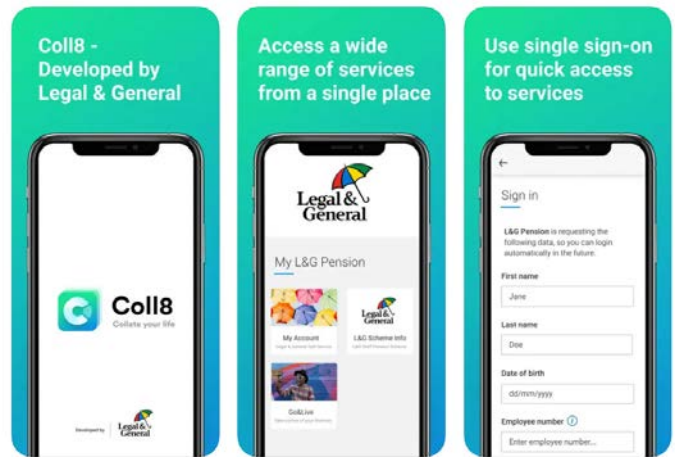 Coll8 -
Developed by
Legal & General
Coll8
Collate your life
Developed by
Legal &
General
Access a wide
range of services
from a single place
Legal &
General
My L&G Pension
My Account
Legal &
General
L&G Scheme Info
Go&Live
Use single sign-on
for quick access
to services
←
Sign in
L&G Pension is requesting the
following data, so you can login
automatically in the future.
First name
Jane
Last name
Doe
Date of birth
dd/mm/yyyy
Employee number ⓘ
Enter employee number...